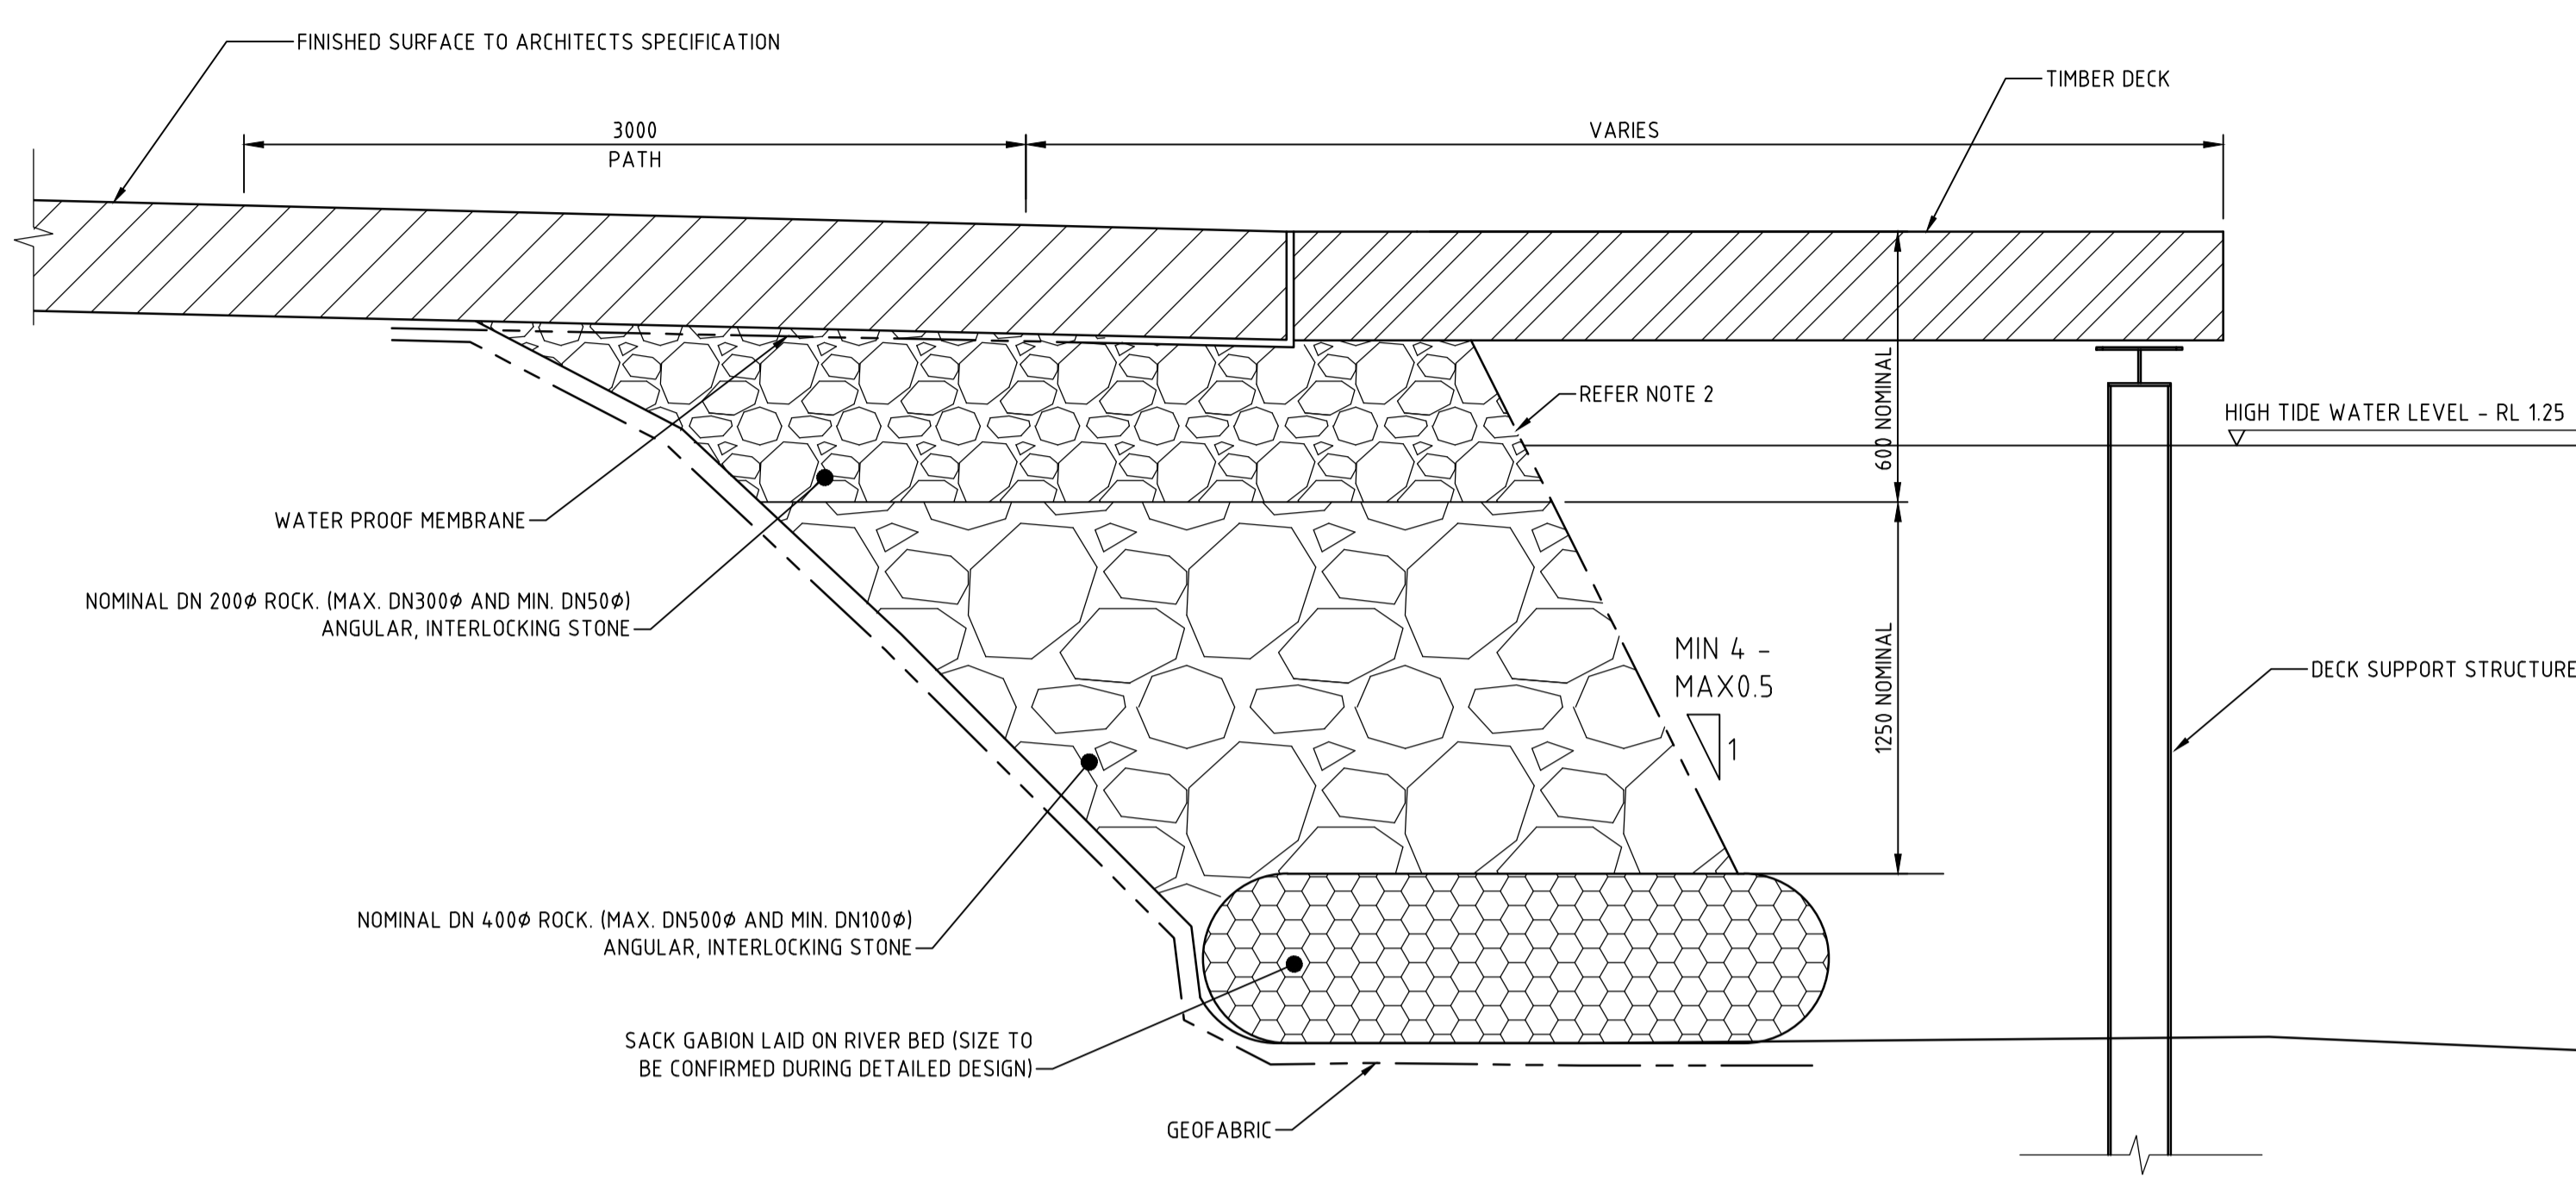 FINISHED SURFACE TO ARCHITECTS SPECIFICATION
TIMBER DECK
3000
PATH
VARIES
REFER NOTE 2
600 NOMINAL
HIGH TIDE WATER LEVEL - RL 1.25
WATER PROOF MEMBRANE
NOMINAL DN 200Ø ROCK. (MAX. DN300Ø AND MIN. DN50Ø)
ANGULAR, INTERLOCKING STONE
MIN 4 -
MAX0.5
1
1250 NOMINAL
DECK SUPPORT STRUCTURE
NOMINAL DN 400Ø ROCK. (MAX. DN500Ø AND MIN. DN100Ø)
ANGULAR, INTERLOCKING STONE
SACK GABION LAID ON RIVER BED (SIZE TO
BE CONFIRMED DURING DETAILED DESIGN)
GEOFABRIC